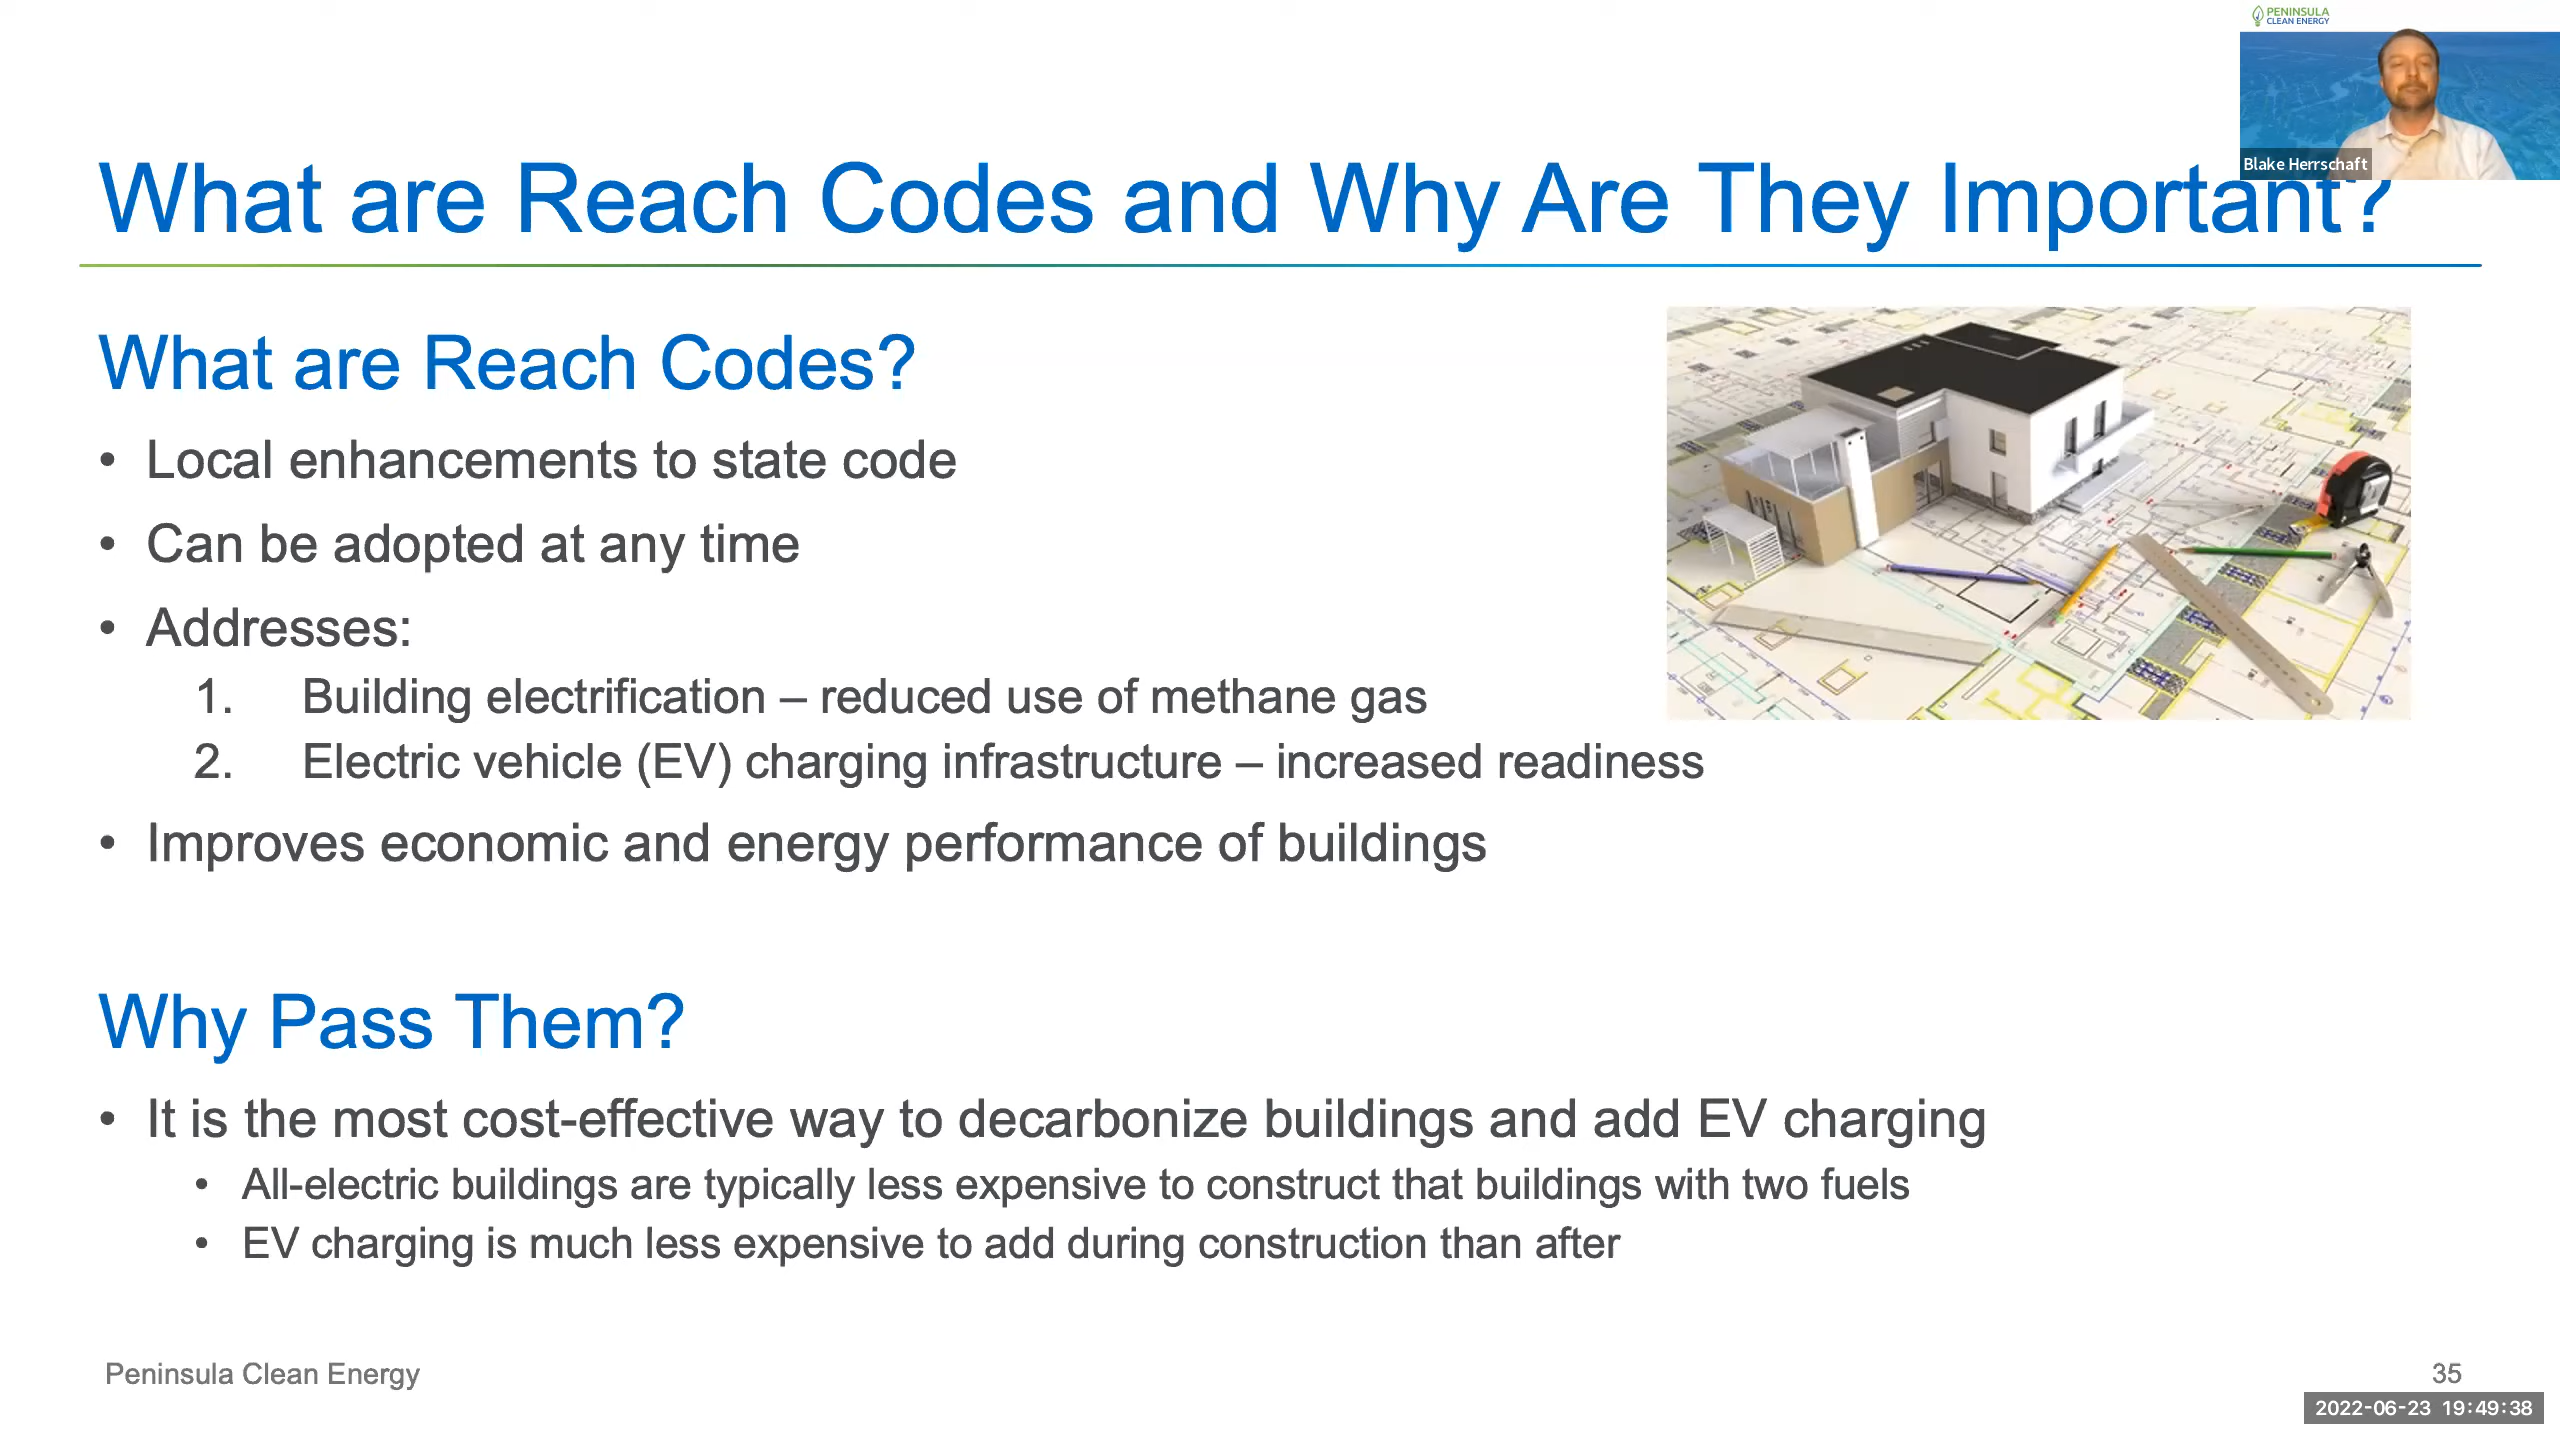 PENINSULA
CLEAN ENERGY
Blake Herrschaft
What are Reach Codes and Why Are They Important?
What are Reach Codes?
• Local enhancements to state code
• Can be adopted at any time
• Addresses:
1. Building electrification – reduced use of methane gas
2. Electric vehicle (EV) charging infrastructure – increased readiness
• Improves economic and energy performance of buildings
Why Pass Them?
• It is the most cost-effective way to decarbonize buildings and add EV charging
• All-electric buildings are typically less expensive to construct that buildings with two fuels
• EV charging is much less expensive to add during construction than after
Peninsula Clean Energy
35
2022-06-23 19:49:38